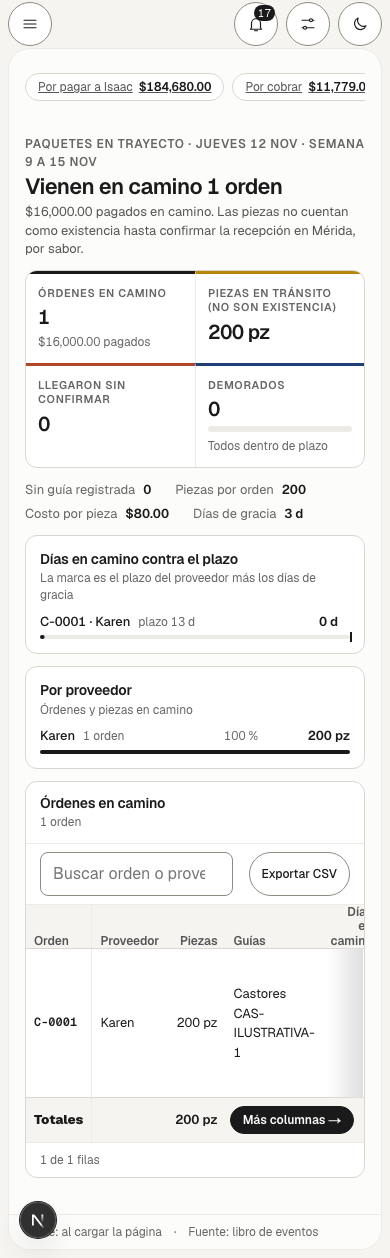 17
Por pagar a Isaac $184,680.00 Por cobrar $11,779.0
PAQUETES EN TRAYECTO · JUEVES 12 NOV · SEMANA
9 A 15 NOV
Vienen en camino 1 orden
$16,000.00 pagados en camino. Las piezas no cuentan
como existencia hasta confirmar la recepción en Mérida,
por sabor.
ÓRDENES EN CAMINO
1
$16,000.00 pagados
PIEZAS EN TRÁNSITO
(NO SON EXISTENCIA)
200 pz
LLEGARON SIN
CONFIRMAR
0
DEMORADOS
0
Todos dentro de plazo
Sin guía registrada 0 Piezas por orden 200
Costo por pieza $80.00 Días de gracia 3 d
Días en camino contra el plazo
La marca es el plazo del proveedor más los días de
gracia
C-0001 · Karen plazo 13 d 0 d
Por proveedor
Órdenes y piezas en camino
Karen 1 orden 100 % 200 pz
Órdenes en camino
1 orden
Buscar orden o prove
Exportar CSV
Orden Proveedor Piezas Guías Día
e
camin
C-0001 Karen 200 pz Castores
CAS-
ILUSTRATIVA-
1
Totales 200 pz Más columnas →
1 de 1 filas
N
e: al cargar la página · Fuente: libro de eventos